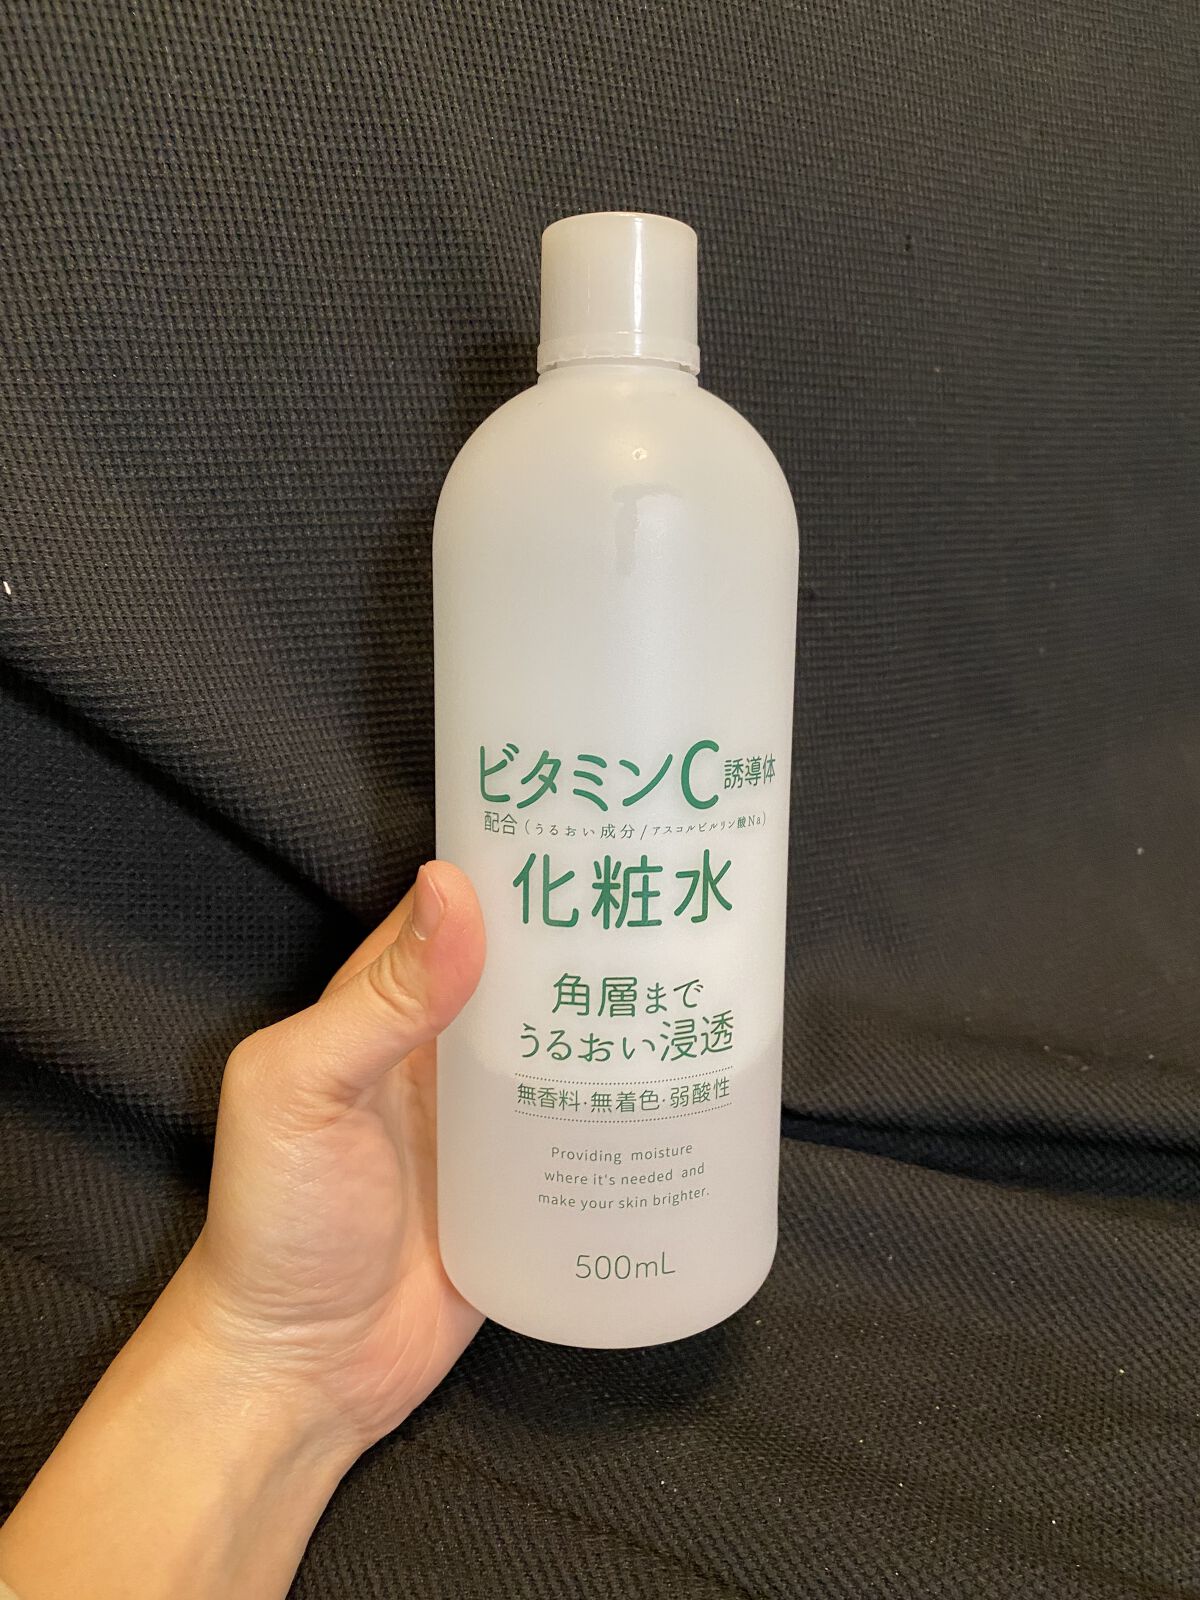 ビタミンC誘導体
配合(うるおい成分/アスコルビルリン酸Na)
化粧水
角層まで
うるおい浸透
無香料・無着色・弱酸性
Providing moisture
where it's needed and
make your skin brighter.
500mL